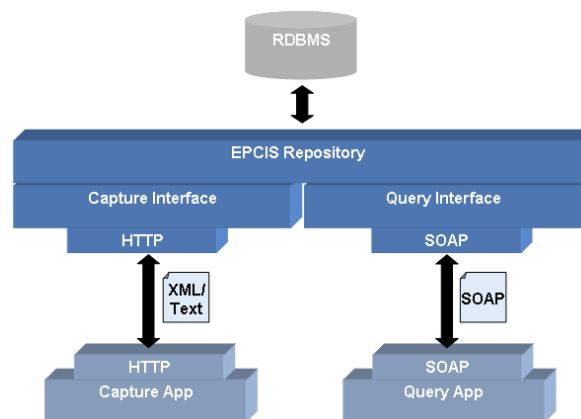 RDBMS
EPCIS Repository
Capture Interface
Query Interface
HTTP
SOAP
XML/
Text
SOAP
HTTP
SOAP
Capture App
Query App